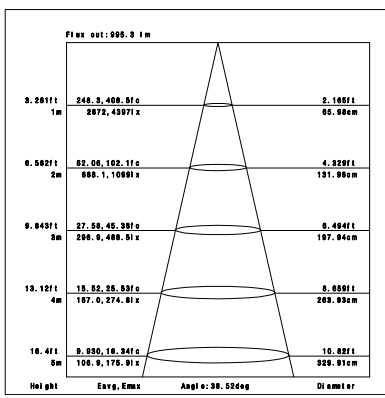 Flux out:995.3 lm
3.281ft 248.3,408.5fc 2.165ft
1m 2672,4397lx 65.98cm
6.562ft 62.06,102.1fc 4.329ft
2m 668.1,1099lx 131.96cm
9.843ft 27.58,45.38fc 6.494ft
3m 296.9,488.5lx 197.94cm
13.12ft 15.52,25.53fc 8.659ft
4m 167.0,274.8lx 263.93cm
16.4ft 9.930,16.34fc 10.82ft
5m 106.9,175.9lx 329.91cm
Height Eavg,Emax Angle:36.52deg Diameter